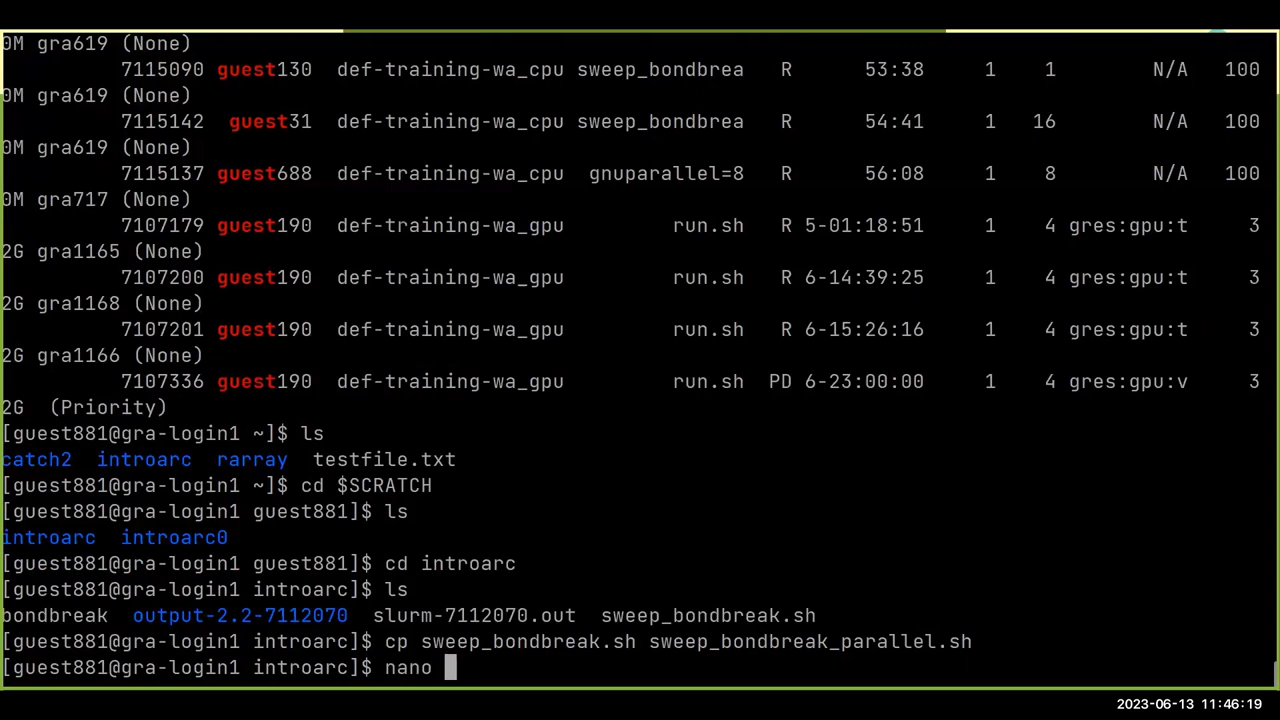 0M gra619 (None)
7115090 guest130 def-training-wa_cpu sweep_bondbrea R 53:38 1 1 N/A 100
0M gra619 (None)
7115142 guest31 def-training-wa_cpu sweep_bondbrea R 54:41 1 16 N/A 100
0M gra619 (None)
7115137 guest688 def-training-wa_cpu gnuparallel=8 R 56:08 1 8 N/A 100
0M gra717 (None)
7107179 guest190 def-training-wa_gpu run.sh R 5-01:18:51 1 4 gres:gpu:t 3
2G gra1165 (None)
7107200 guest190 def-training-wa_gpu run.sh R 6-14:39:25 1 4 gres:gpu:t 3
2G gra1168 (None)
7107201 guest190 def-training-wa_gpu run.sh R 6-15:26:16 1 4 gres:gpu:t 3
2G gra1166 (None)
7107336 guest190 def-training-wa_gpu run.sh PD 6-23:00:00 1 4 gres:gpu:v 3
2G (Priority)
[guest881@gra-login1 ~]$ ls
catch2 introarc rarray testfile.txt
[guest881@gra-login1 ~]$ cd $SCRATCH
[guest881@gra-login1 guest881]$ ls
introarc introarc0
[guest881@gra-login1 guest881]$ cd introarc
[guest881@gra-login1 introarc]$ ls
bondbreak output-2.2-7112070 slurm-7112070.out sweep_bondbreak.sh
[guest881@gra-login1 introarc]$ cp sweep_bondbreak.sh sweep_bondbreak_parallel.sh
[guest881@gra-login1 introarc]$ nano
2023-06-13 11:46:19